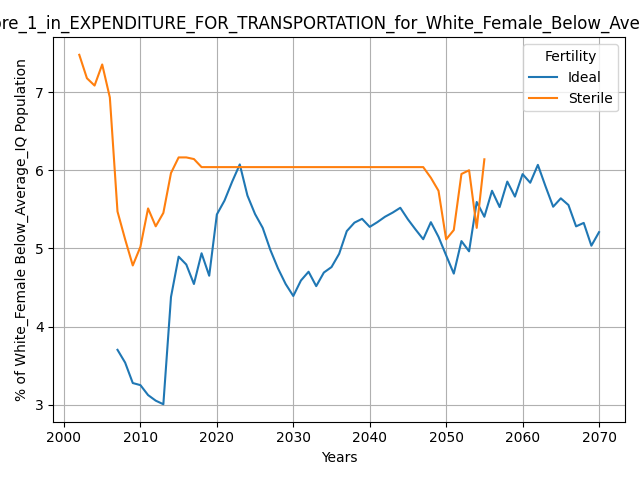 ore_1_in_EXPENDITURE_FOR_TRANSPORTATION_for_White_Female_Below_Ave
% of White_Female Below_Average_IQ Population
Fertility
Ideal
Sterile
7
6
5
4
3
2000 2010 2020 2030 2040 2050 2060 2070
Years